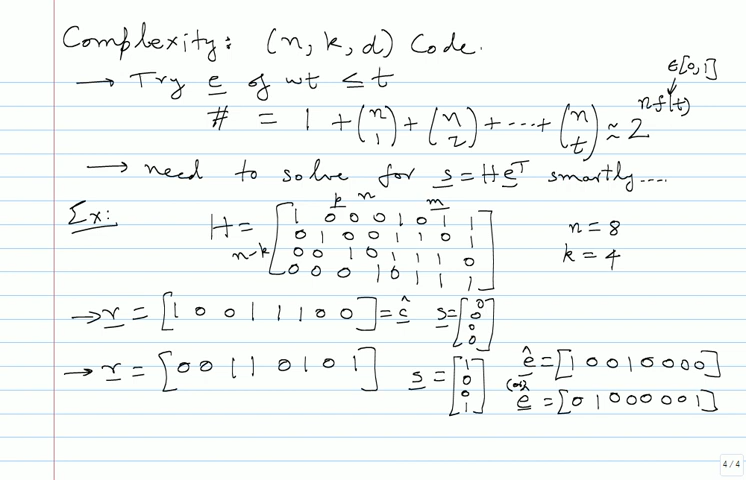 Complexity: (n, k, d) Code.
∈[0,1]
→ Try e of wt ≤ t
# = 1 + (n 1) + (n 2) + ... + (n t) ≈ 2^{n f(t)}
→ need to solve for s = He^T smartly....
Ex:
p n m
H = [1 0 0 0 1 0 1 1
0 1 0 0 1 1 0 1
0 0 1 0 1 1 1 0
0 0 0 1 0 1 1 1]
n-k
n = 8
k = 4
→ r = [1 0 0 1 1 1 0 0] = ĉ s = [0 0 0 0]
→ r = [0 0 1 1 0 1 0 1] s = [1 0 0 1] ê = [1 0 0 1 0 0 0 0]
(or) e = [0 1 0 0 0 0 0 1]
4 / 4